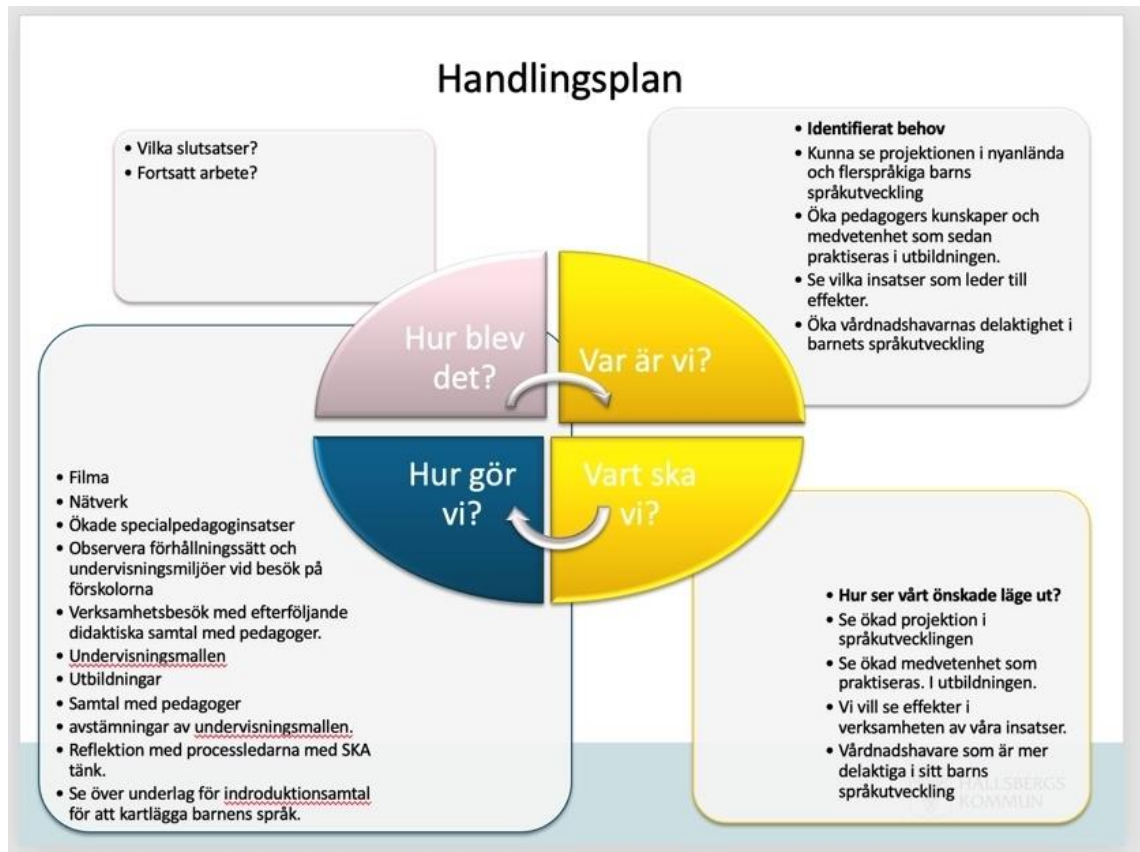 Handlingsplan
• Vilka slutsatser?
• Fortsatt arbete?
• Identifierat behov
• Kunna se projektionen i nyanlända
och flerspråkiga barns
språkutveckling
• Öka pedagogers kunskaper och
medvetenhet som sedan
praktiseras i utbildningen.
• Se vilka insatser som leder till
effekter.
• Öka vårdnadshavarnas delaktighet i
barnets språkutveckling
Hur blev
det?
Var är vi?
Hur gör
vi?
Vart ska
vi?
• Filma
• Nätverk
• Ökade specialpedagoginsatser
• Observera förhållningssätt och
undervisningsmiljöer vid besök på
förskolorna
• Verksamhetsbesök med efterföljande
didaktiska samtal med pedagoger.
• Undervisningsmallen
• Utbildningar
• Samtal med pedagoger
• avstämningar av undervisningsmallen.
• Reflektion med processledarna med SKA
tänk.
• Se över underlag för indroduktionsamtal
för att kartlägga barnens språk.
• Hur ser vårt önskade läge ut?
• Se ökad projektion i
språkutvecklingen
• Se ökad medvetenhet som
praktiseras. I utbildningen.
• Vi vill se effekter i
verksamheten av våra insatser.
• Vårdnadshavare som är mer
delaktiga i sitt barns
språkutveckling
HALLSBERGS
KOMMUN